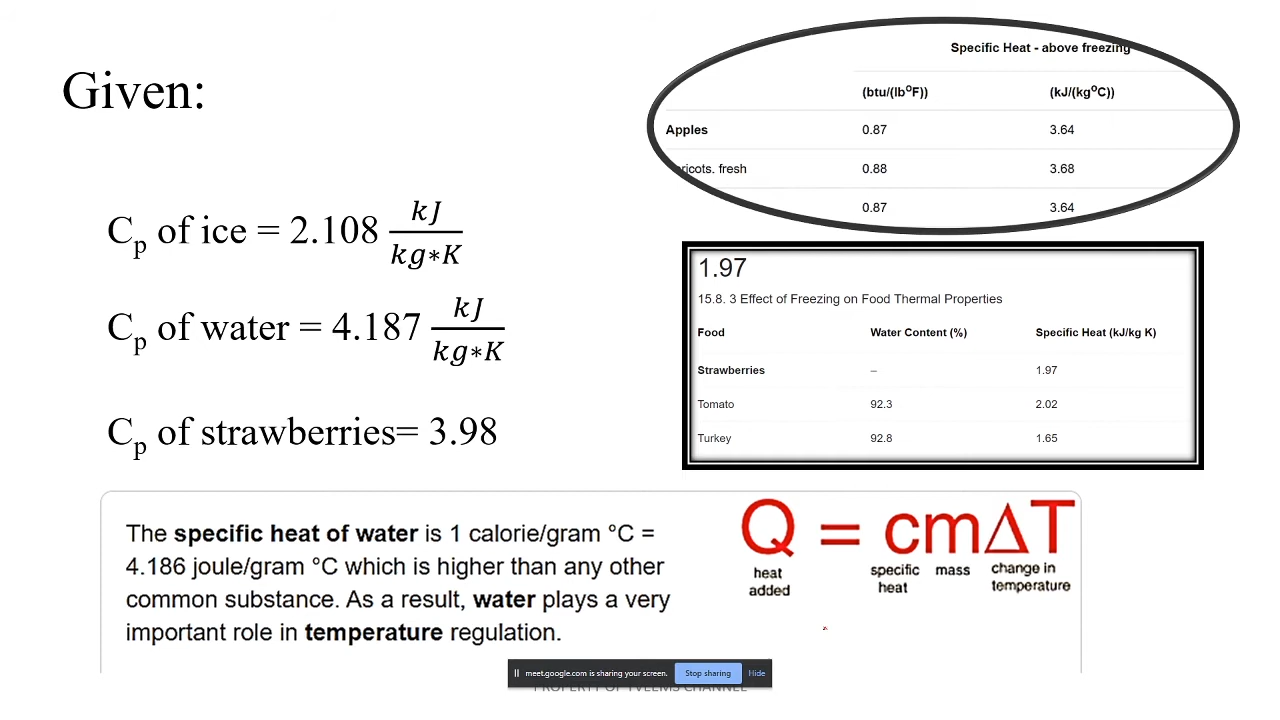 Given:
Cp of ice = 2.108 kJ/kg∗K
Cp of water = 4.187 kJ/kg∗K
Cp of strawberries= 3.98
Specific Heat - above freezing
(btu/(lb°F)) (kJ/(kg°C))
Apples 0.87 3.64
ricots. fresh 0.88 3.68
0.87 3.64
1.97
15.8. 3 Effect of Freezing on Food Thermal Properties
Food Water Content (%) Specific Heat (kJ/kg K)
Strawberries – 1.97
Tomato 92.3 2.02
Turkey 92.8 1.65
The specific heat of water is 1 calorie/gram °C =
4.186 joule/gram °C which is higher than any other
common substance. As a result, water plays a very
important role in temperature regulation.
Q = cmΔT
heat added
specific heat
mass
change in temperature
meet.google.com is sharing your screen. Stop sharing Hide
PROPERTY OF YVEEMS CHANNEL